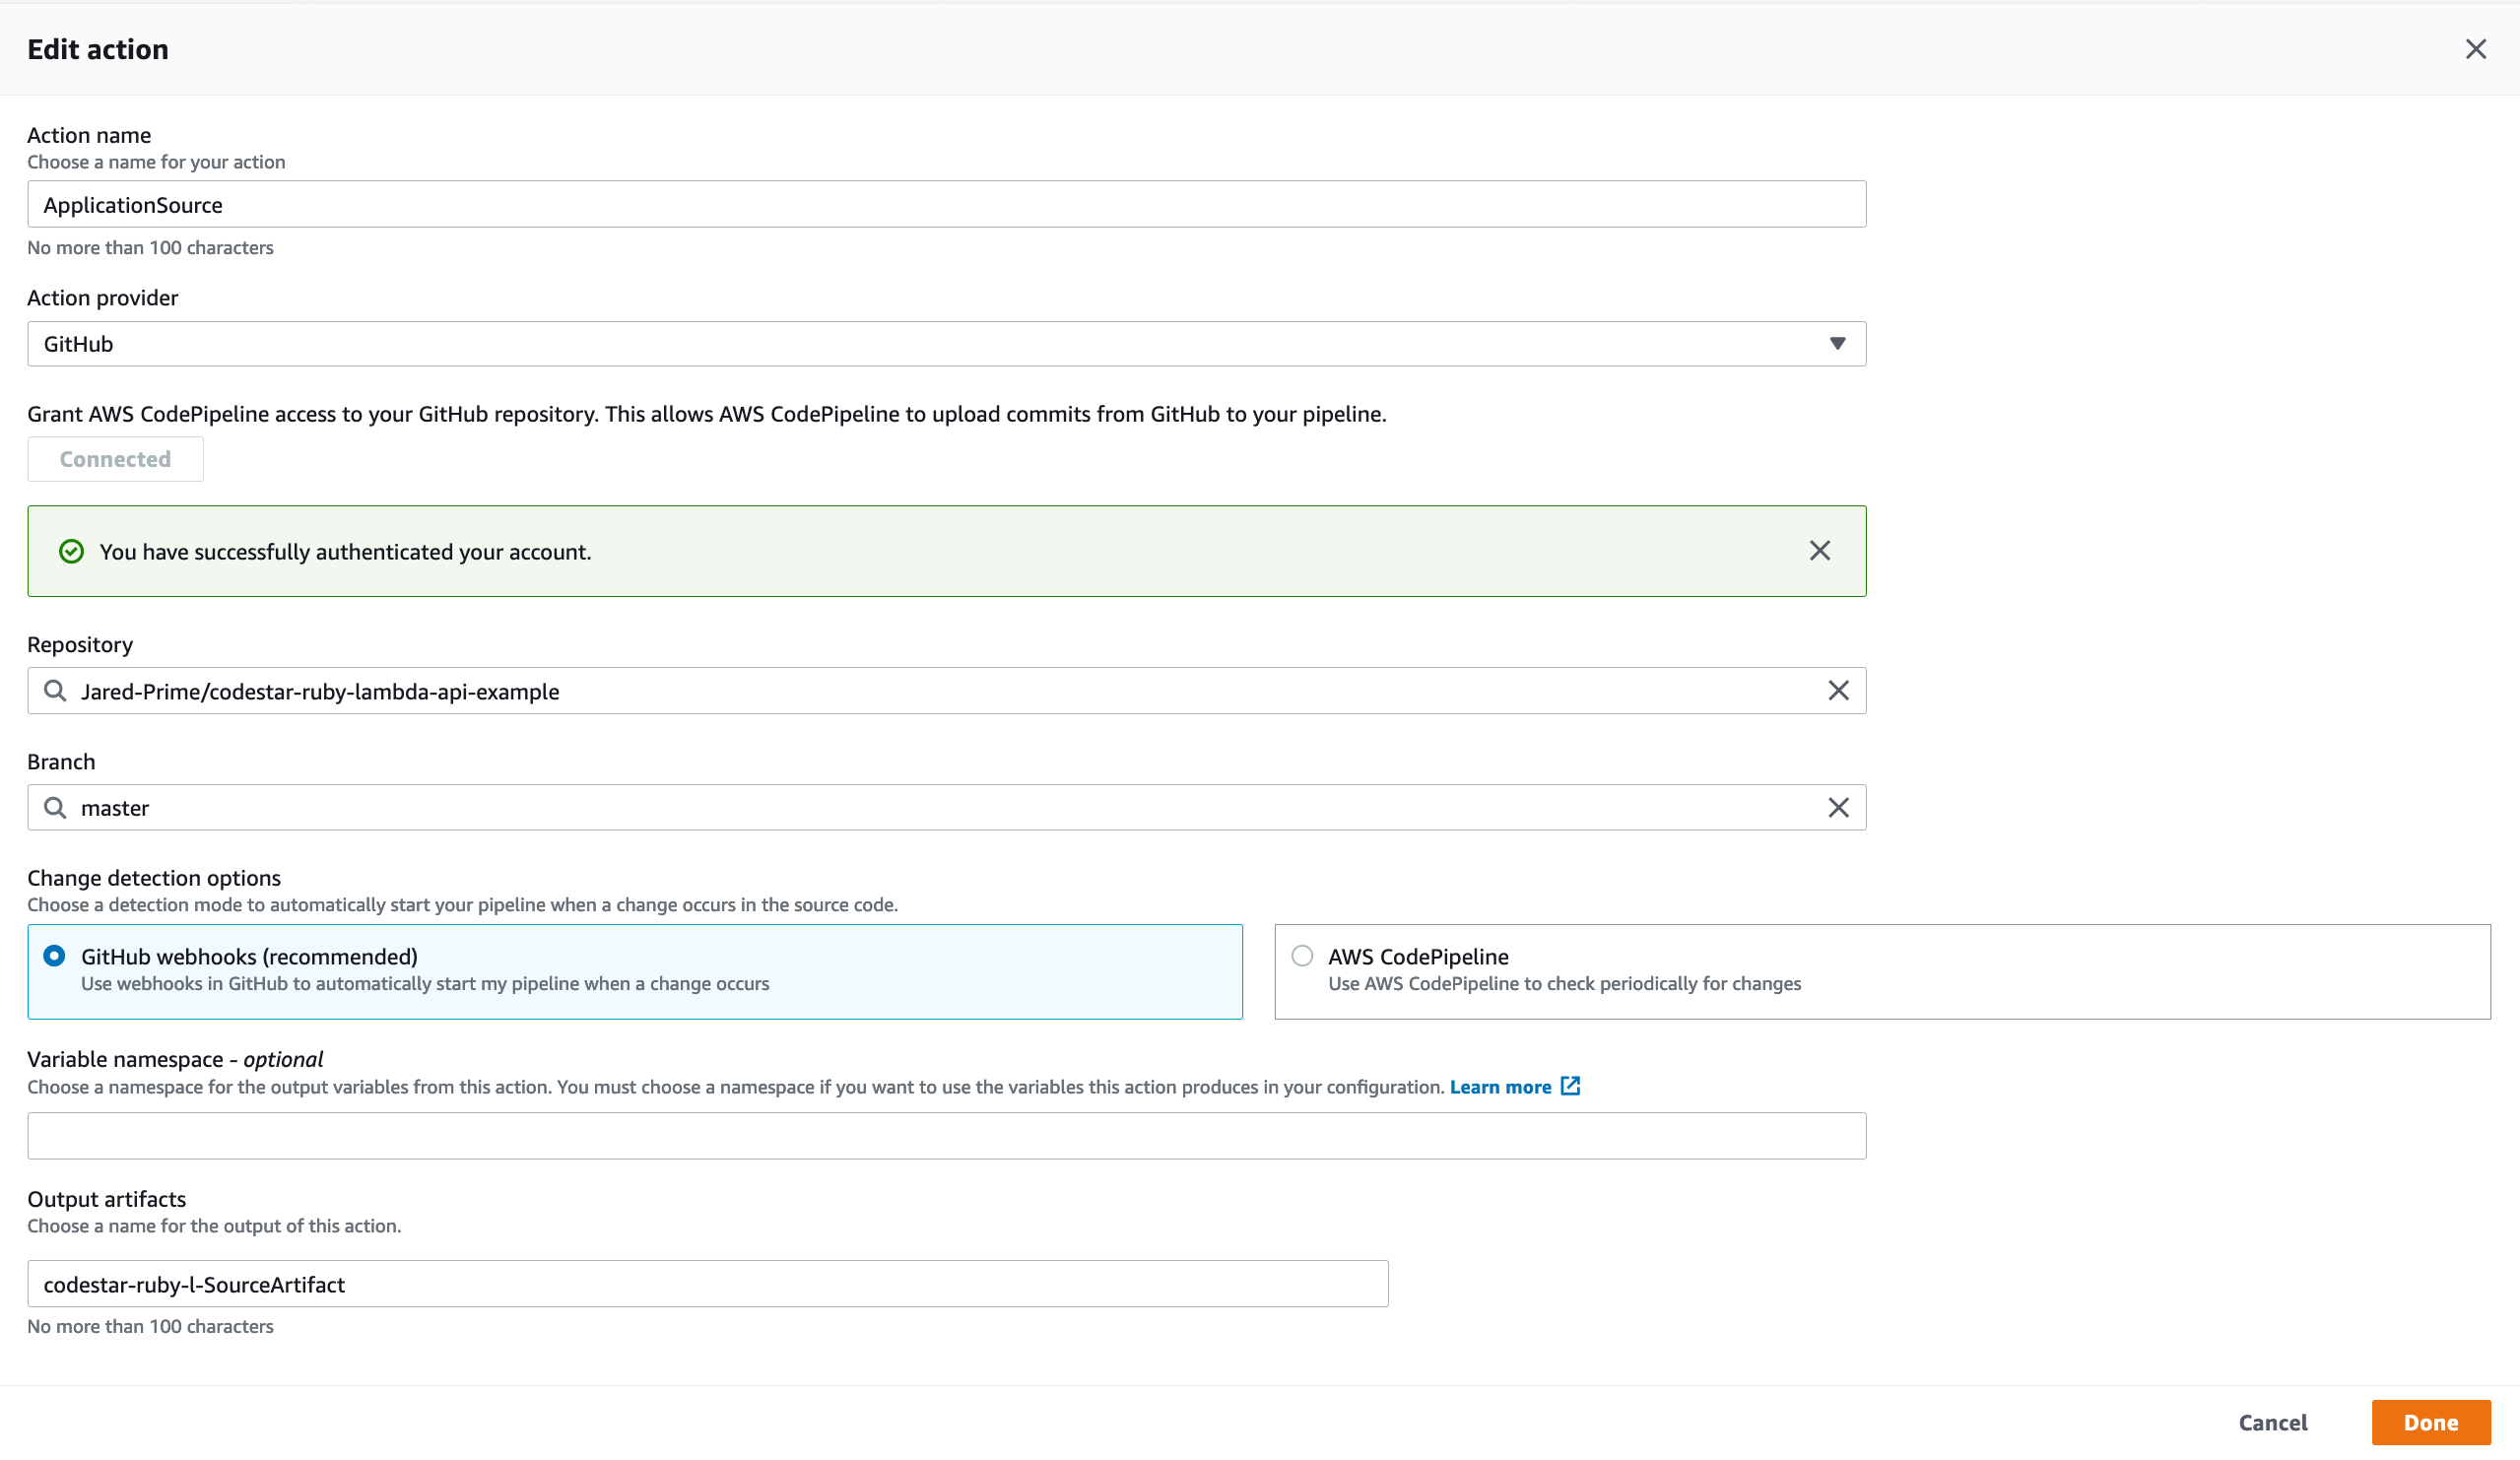 Edit action
Action name
Choose a name for your action
ApplicationSource
No more than 100 characters
Action provider
GitHub
Grant AWS CodePipeline access to your GitHub repository. This allows AWS CodePipeline to upload commits from GitHub to your pipeline.
Connected
You have successfully authenticated your account.
Repository
Jared-Prime/codestar-ruby-lambda-api-example
Branch
master
Change detection options
Choose a detection mode to automatically start your pipeline when a change occurs in the source code.
GitHub webhooks (recommended)
Use webhooks in GitHub to automatically start my pipeline when a change occurs
AWS CodePipeline
Use AWS CodePipeline to check periodically for changes
Variable namespace - optional
Choose a namespace for the output variables from this action. You must choose a namespace if you want to use the variables this action produces in your configuration. Learn more
Output artifacts
Choose a name for the output of this action.
codestar-ruby-l-SourceArtifact
No more than 100 characters
Cancel
Done